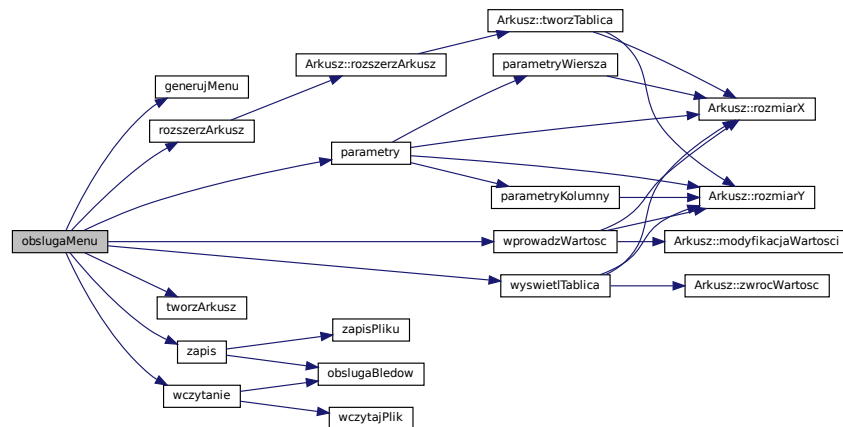 Arkusz::tworzTablica
Arkusz::rozszerzArkusz
parametryWiersza
generujMenu
Arkusz::rozmiarX
rozszerzArkusz
parametry
parametryKolumny
Arkusz::rozmiarY
obslugaMenu
wprowadzWartosc
Arkusz::modyfikacjaWartosci
wyswietlTablica
Arkusz::zwrocWartosc
tworzArkusz
zapisPliku
zapis
obslugaBledow
wczytanie
wczytajPlik